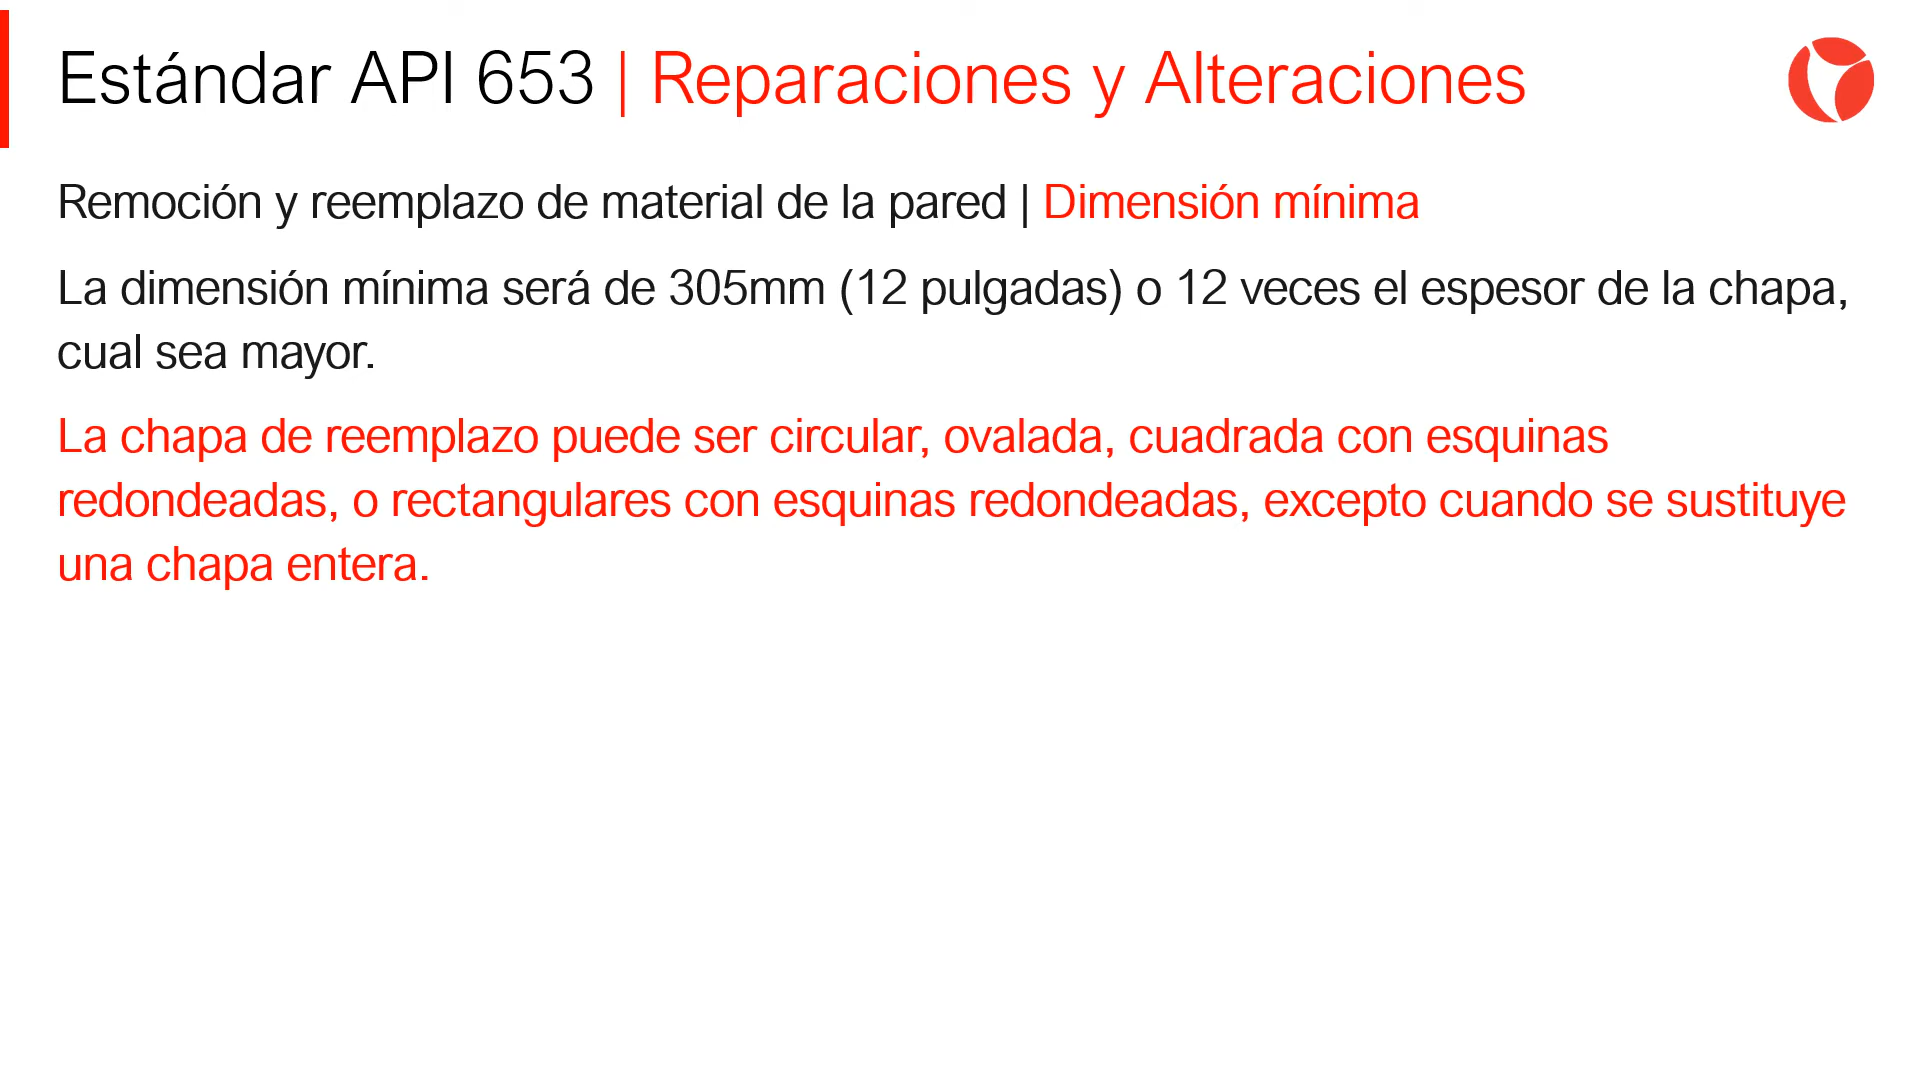 Estándar API 653 | Reparaciones y Alteraciones
Remoción y reemplazo de material de la pared | Dimensión mínima
La dimensión mínima será de 305mm (12 pulgadas) o 12 veces el espesor de la chapa,
cual sea mayor.
La chapa de reemplazo puede ser circular, ovalada, cuadrada con esquinas
redondeadas, o rectangulares con esquinas redondeadas, excepto cuando se sustituye
una chapa entera.